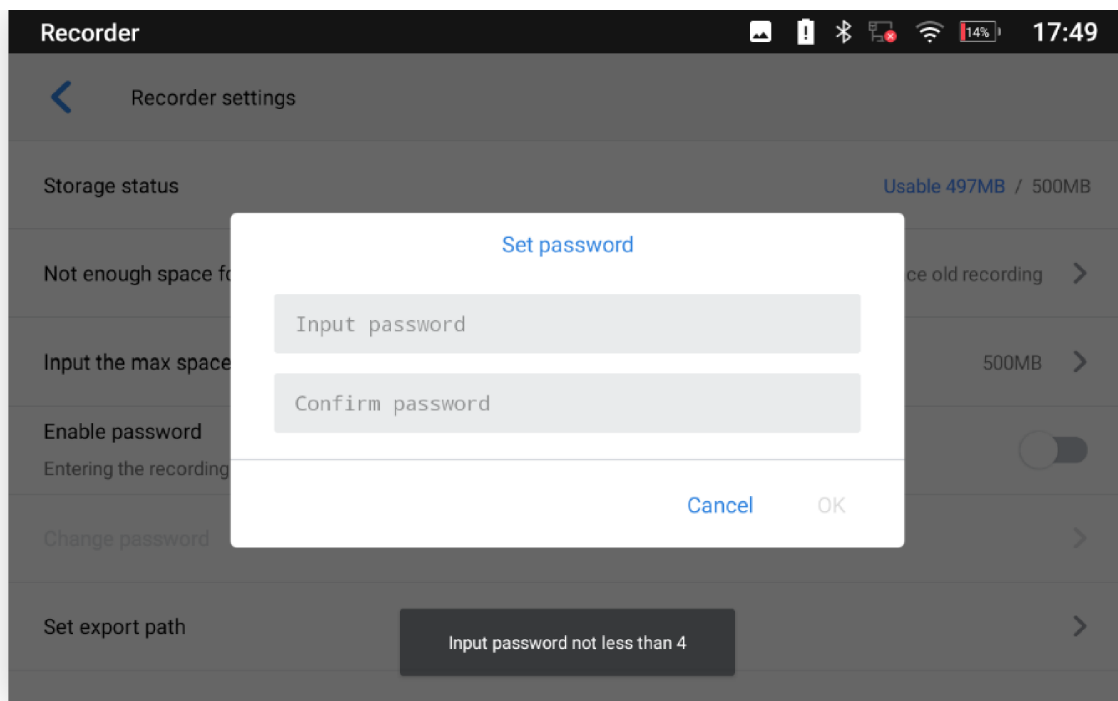 Recorder
14%
17:49
Recorder settings
Storage status
Usable 497MB / 500MB
Set password
Not enough space fo
ce old recording
Input password
Input the max space
500MB
Confirm password
Enable password
Entering the recording
Cancel
OK
Change password
Set export path
Input password not less than 4